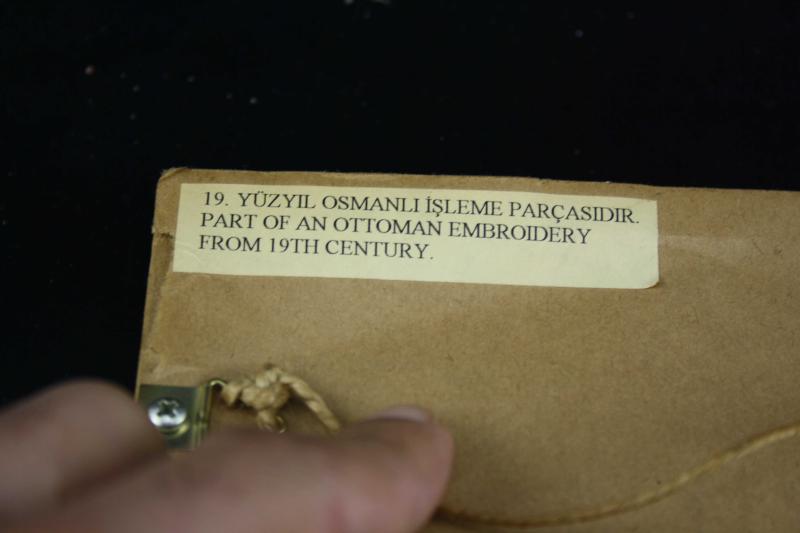 19. YÜZYIL OSMANLI İŞLEME PARÇASIDIR.
PART OF AN OTTOMAN EMBROIDERY
FROM 19TH CENTURY.